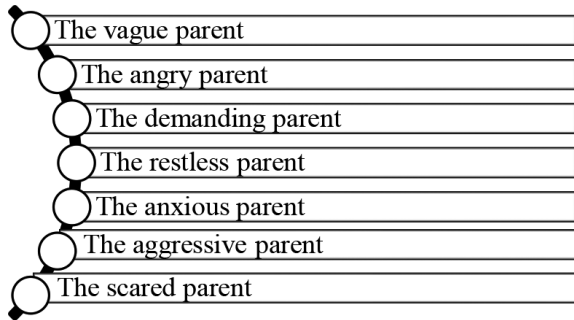 The vague parent
The angry parent
The demanding parent
The restless parent
The anxious parent
The aggressive parent
The scared parent